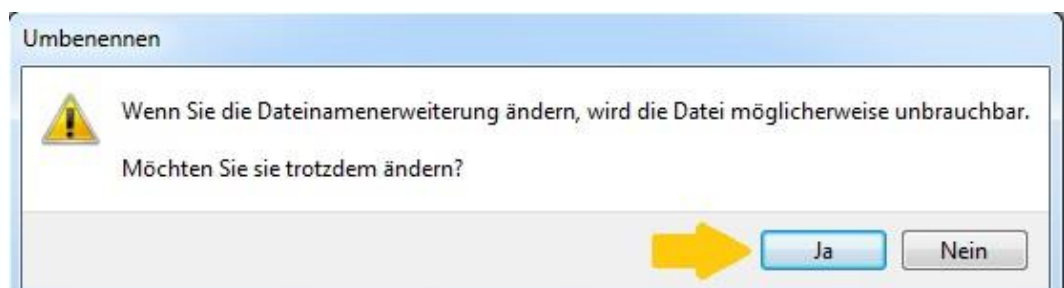 Umbenennen
Wenn Sie die Dateinamenerweiterung ändern, wird die Datei möglicherweise unbrauchbar.
Möchten Sie sie trotzdem ändern?
Ja
Nein